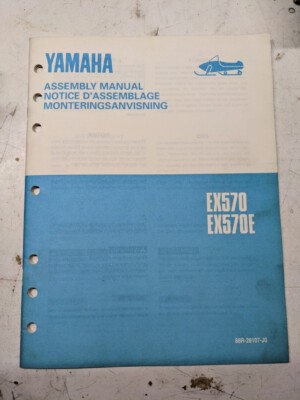 YAMAHA
ASSEMBLY MANUAL
NOTICE D'ASSEMBLAGE
MONTERINGSANVISNING
EX570
EX570E